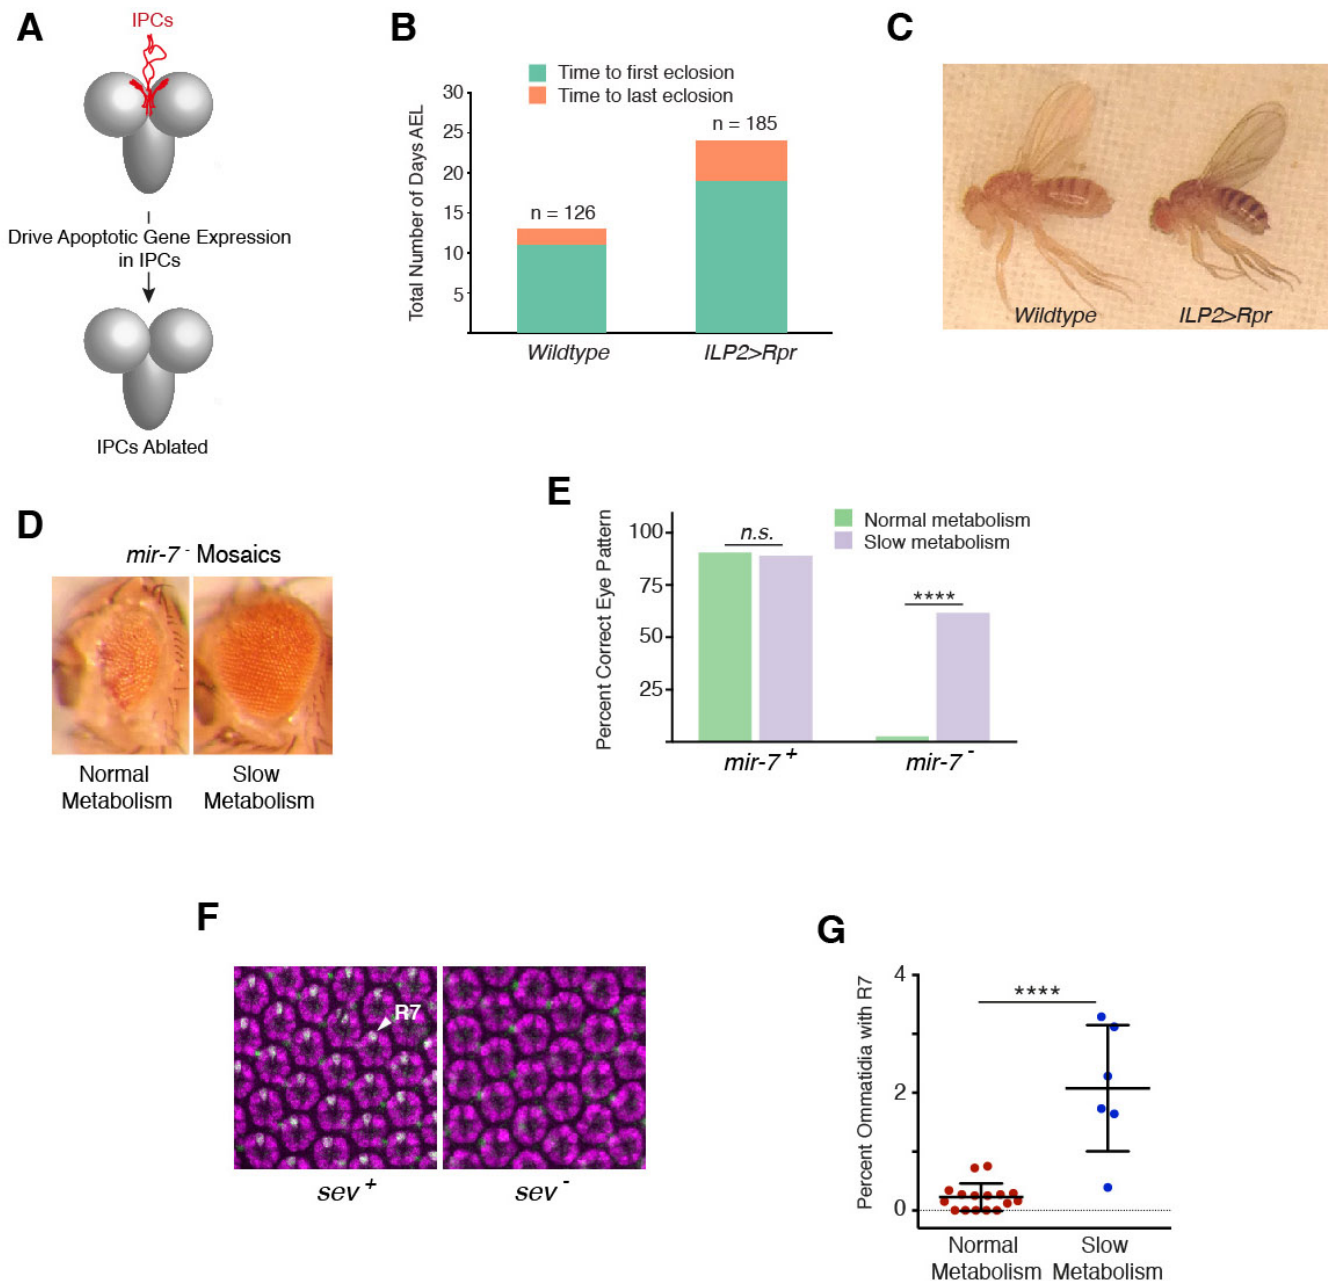 A
IPCs
Drive Apoptotic Gene Expression
in IPCs
IPCs Ablated
B
Time to first eclosion
Time to last eclosion
Total Number of Days AEL
30
25
20
15
10
5
n = 126
n = 185
Wildtype
ILP2>Rpr
C
Wildtype
ILP2>Rpr
D
mir-7 - Mosaics
Normal
Metabolism
Slow
Metabolism
E
Normal metabolism
Slow metabolism
Percent Correct Eye Pattern
100
75
50
25
n.s.
****
mir-7 +
mir-7 -
F
R7
sev +
sev -
G
Percent Ommatidia with R7
4
2
0
****
Normal
Metabolism
Slow
Metabolism